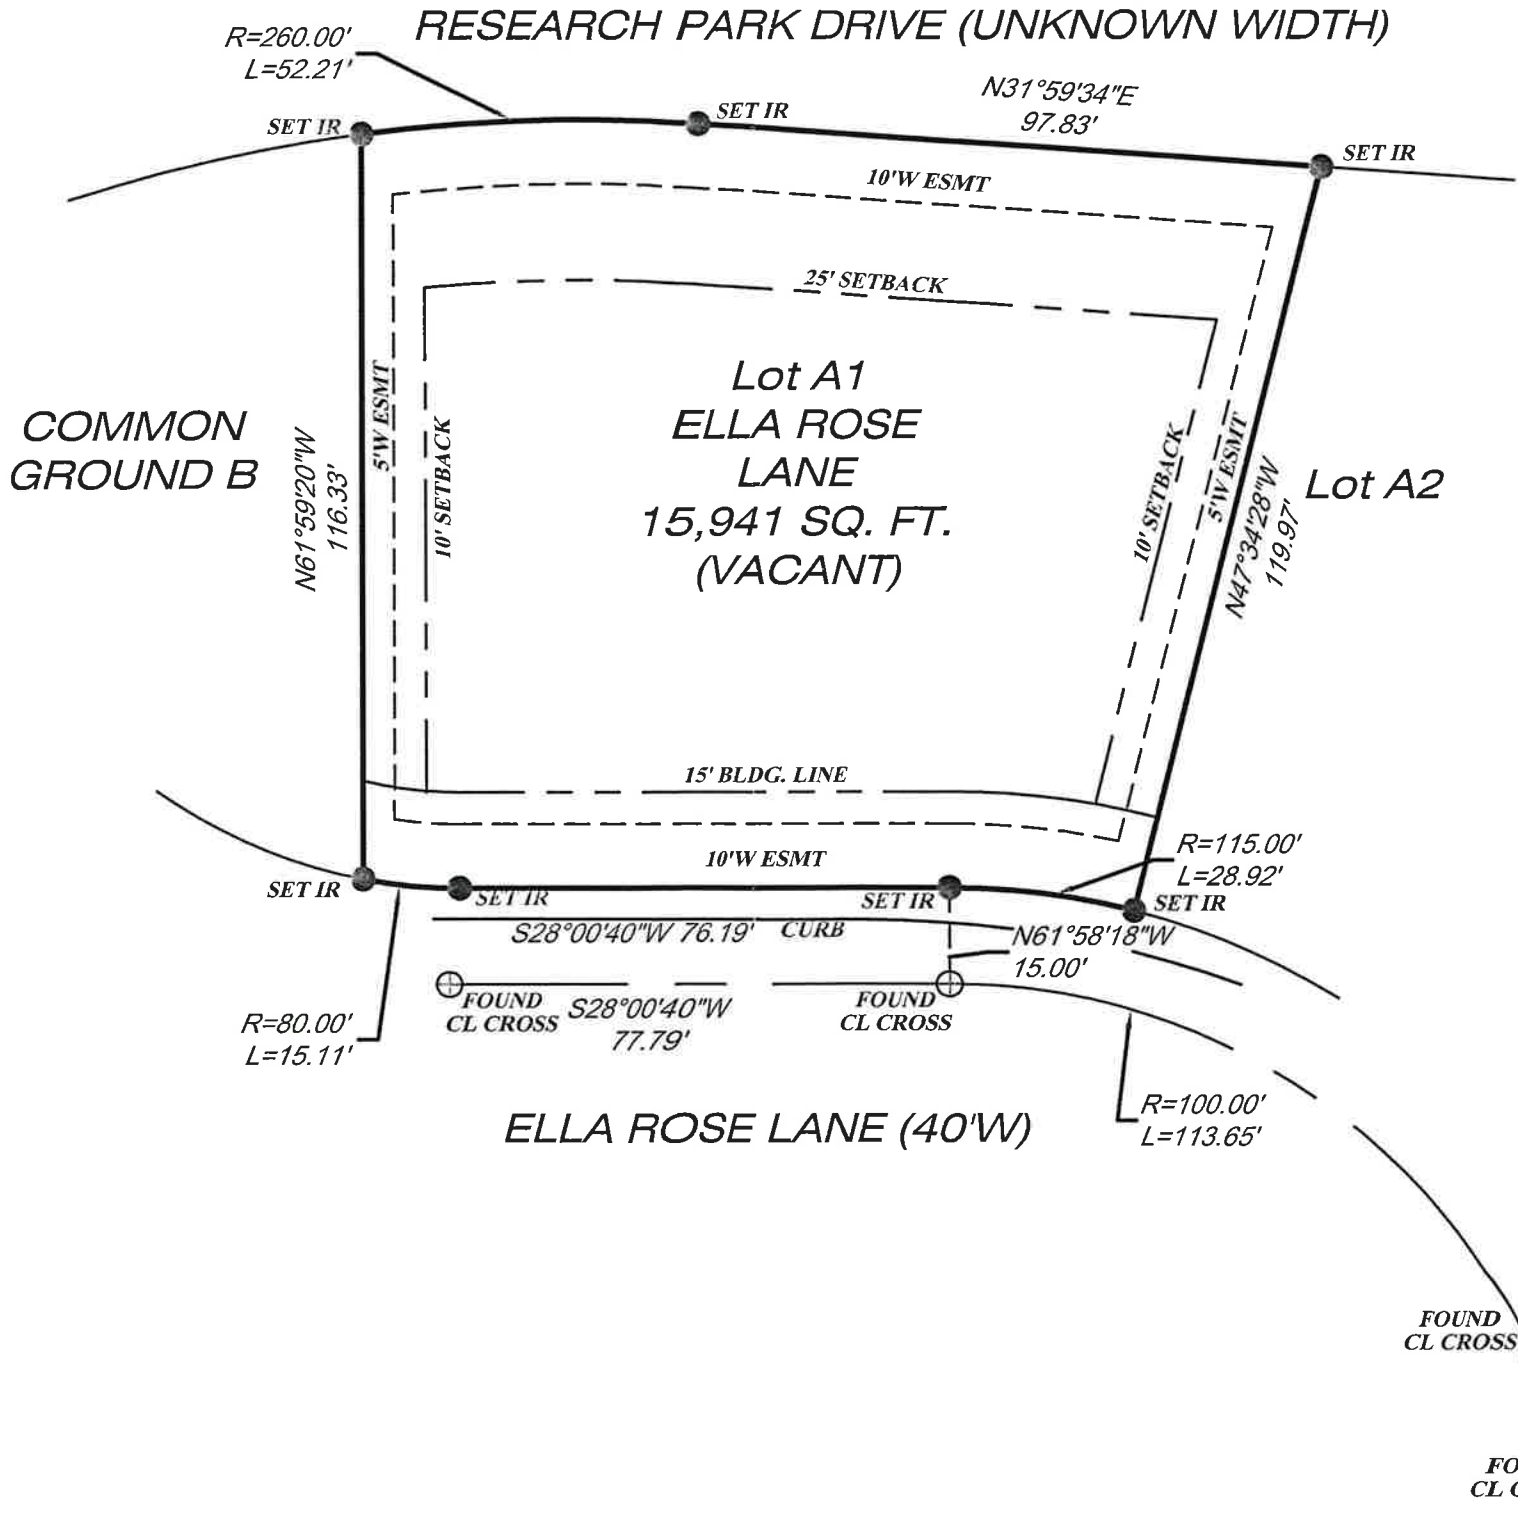 RESEARCH PARK DRIVE (UNKNOWN WIDTH)
R=260.00'
L=52.21'
N31°59'34"E
97.83'
SET IR
SET IR
SET IR
10'W ESMT
25' SETBACK
Lot A1
ELLA ROSE
LANE
15,941 SQ. FT.
(VACANT)
COMMON
GROUND B
N61°59'20"W
116.33'
5'W ESMT
10' SETBACK
10' SETBACK
5'W ESMT
N47°34'28"W
119.97'
Lot A2
15' BLDG. LINE
10'W ESMT
R=115.00'
L=28.92'
SET IR
SET IR
SET IR
SET IR
S28°00'40"W 76.19'
CURB
N61°58'18"W
15.00'
FOUND
CL CROSS
S28°00'40"W
77.79'
FOUND
CL CROSS
R=80.00'
L=15.11'
R=100.00'
L=113.65'
ELLA ROSE LANE (40'W)
FOUND
CL CROSS
FO
CL C